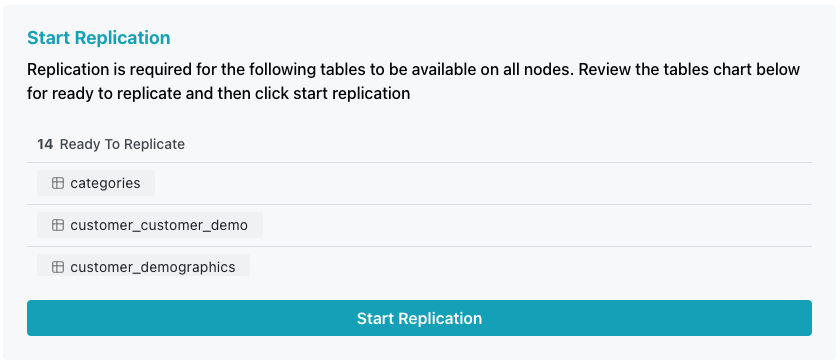 Start Replication
Replication is required for the following tables to be available on all nodes. Review the tables chart below
for ready to replicate and then click start replication
14 Ready To Replicate
categories
customer_customer_demo
customer_demographics
Start Replication